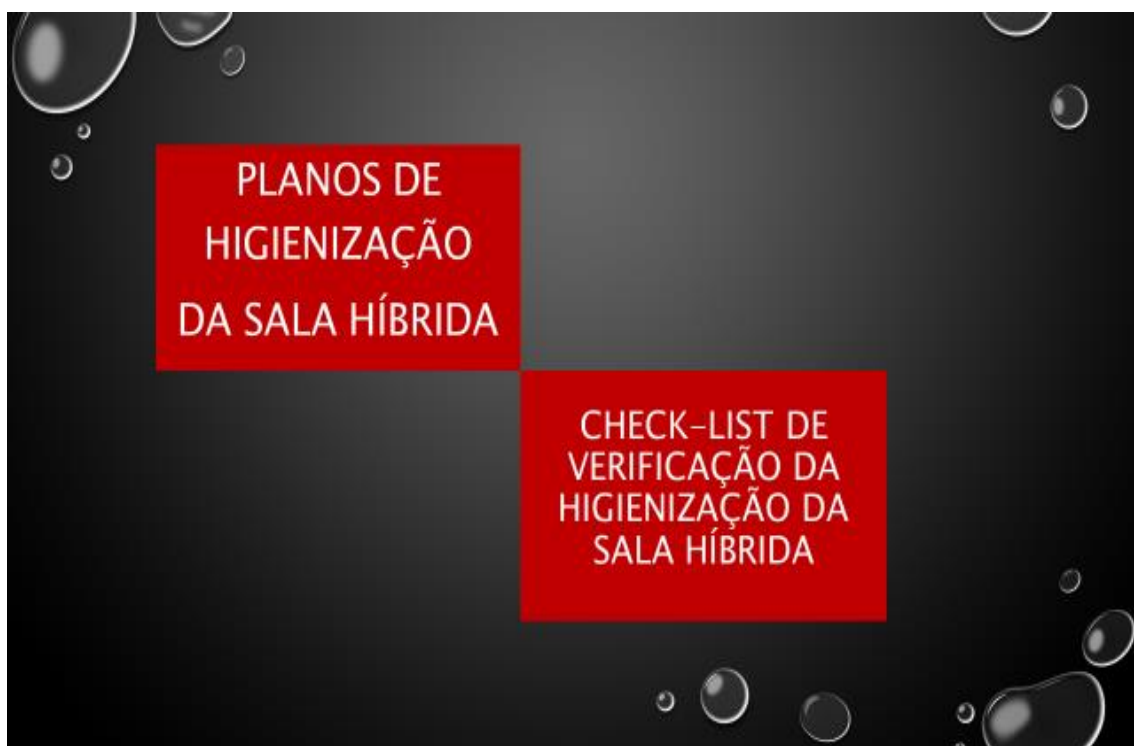 PLANOS DE
HIGIENIZAÇÃO
DA SALA HÍBRIDA
CHECK-LIST DE
VERIFICAÇÃO DA
HIGIENIZAÇÃO DA
SALA HÍBRIDA